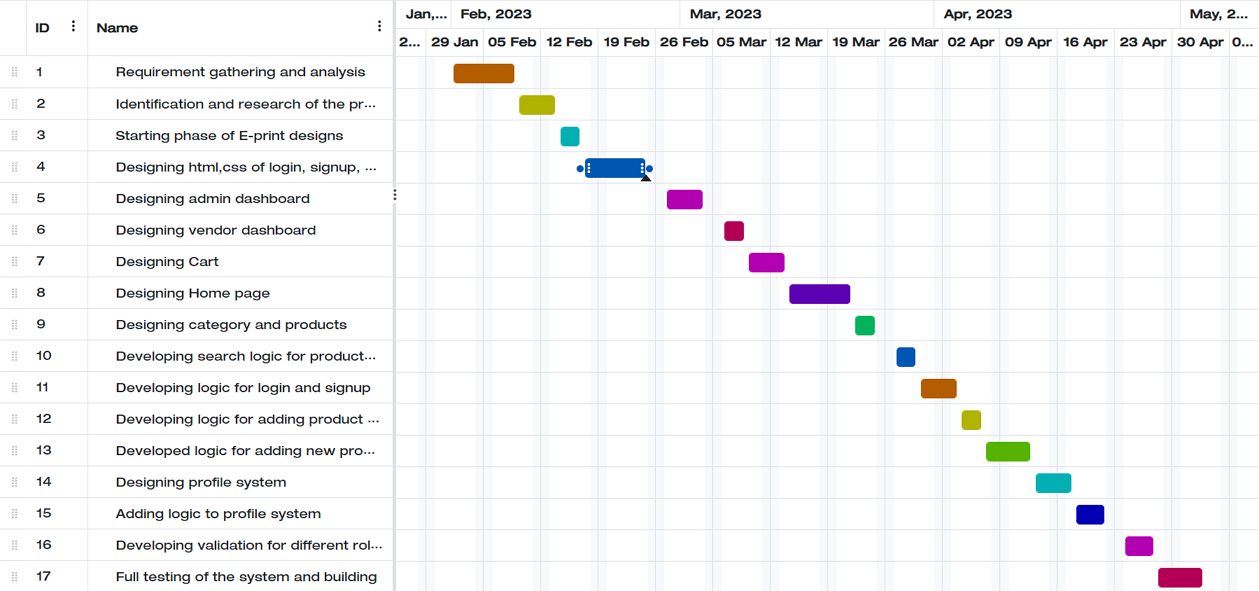 ID Name
Jan,... Feb, 2023 Mar, 2023 Apr, 2023 May, 2...
2... 29 Jan 05 Feb 12 Feb 19 Feb 26 Feb 05 Mar 12 Mar 19 Mar 26 Mar 02 Apr 09 Apr 16 Apr 23 Apr 30 Apr 0...
1 Requirement gathering and analysis
2 Identification and research of the pr...
3 Starting phase of E-print designs
4 Designing html,css of login, signup, ...
5 Designing admin dashboard
6 Designing vendor dashboard
7 Designing Cart
8 Designing Home page
9 Designing category and products
10 Developing search logic for product...
11 Developing logic for login and signup
12 Developing logic for adding product ...
13 Developed logic for adding new pro...
14 Designing profile system
15 Adding logic to profile system
16 Developing validation for different rol...
17 Full testing of the system and building